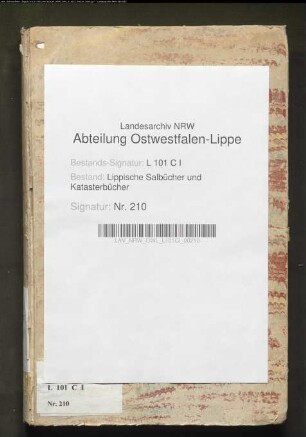 Landesarchiv NRW
Abteilung Ostwestfalen-Lippe
Bestands-Signatur: L 101 C I
Bestand: Lippische Salbücher und
Katasterbücher
Signatur: Nr. 210
L 101 C I
Nr. 210